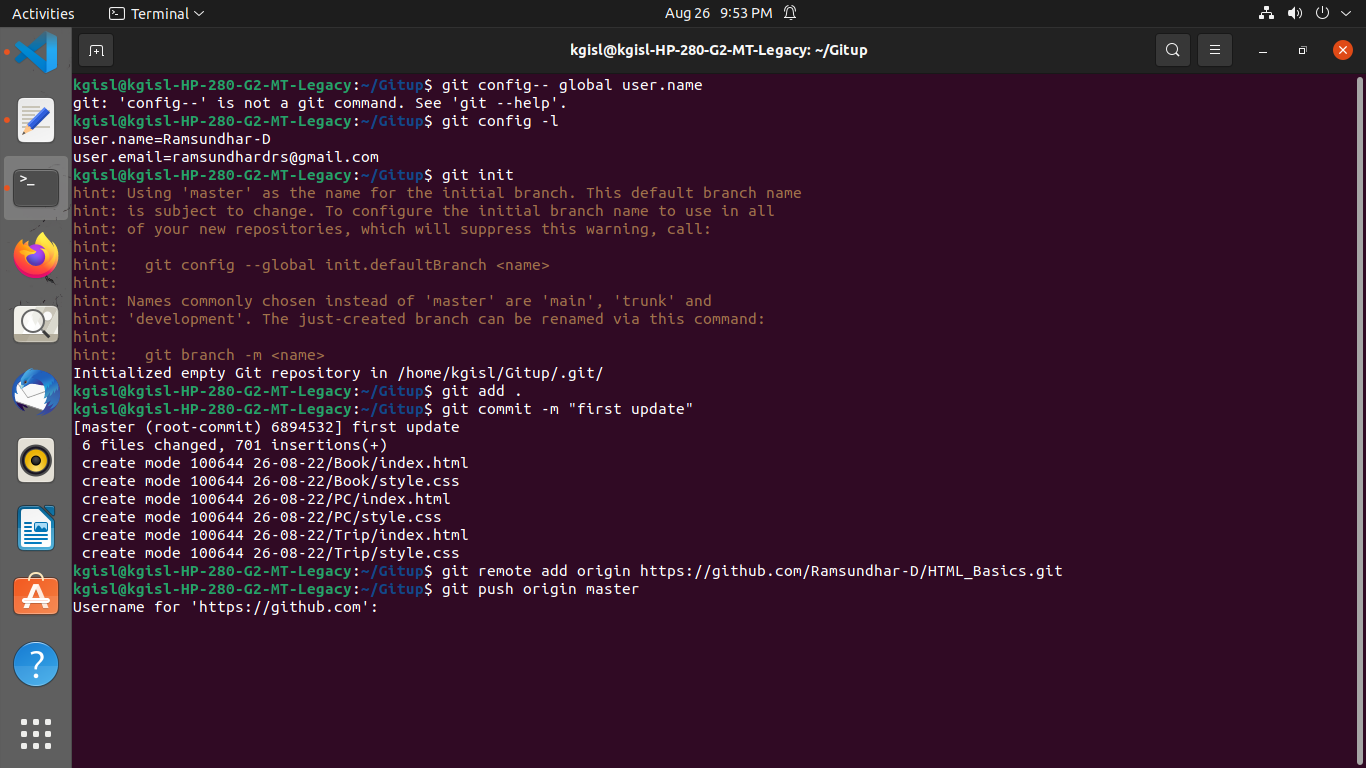 Activities
Terminal
Aug 26 9:53 PM
kgisl@kgisl-HP-280-G2-MT-Legacy: ~/Gitup
kgisl@kgisl-HP-280-G2-MT-Legacy:~/Gitup$ git config-- global user.name
git: 'config--' is not a git command. See 'git --help'.
kgisl@kgisl-HP-280-G2-MT-Legacy:~/Gitup$ git config -l
user.name=Ramsundhar-D
user.email=ramsundhardrs@gmail.com
kgisl@kgisl-HP-280-G2-MT-Legacy:~/Gitup$ git init
hint: Using 'master' as the name for the initial branch. This default branch name
hint: is subject to change. To configure the initial branch name to use in all
hint: of your new repositories, which will suppress this warning, call:
hint:
hint:   git config --global init.defaultBranch <name>
hint:
hint: Names commonly chosen instead of 'master' are 'main', 'trunk' and
hint: 'development'. The just-created branch can be renamed via this command:
hint:
hint:   git branch -m <name>
Initialized empty Git repository in /home/kgisl/Gitup/.git/
kgisl@kgisl-HP-280-G2-MT-Legacy:~/Gitup$ git add .
kgisl@kgisl-HP-280-G2-MT-Legacy:~/Gitup$ git commit -m "first update"
[master (root-commit) 6894532] first update
 6 files changed, 701 insertions(+)
 create mode 100644 26-08-22/Book/index.html
 create mode 100644 26-08-22/Book/style.css
 create mode 100644 26-08-22/PC/index.html
 create mode 100644 26-08-22/PC/style.css
 create mode 100644 26-08-22/Trip/index.html
 create mode 100644 26-08-22/Trip/style.css
kgisl@kgisl-HP-280-G2-MT-Legacy:~/Gitup$ git remote add origin https://github.com/Ramsundhar-D/HTML_Basics.git
kgisl@kgisl-HP-280-G2-MT-Legacy:~/Gitup$ git push origin master
Username for 'https://github.com':